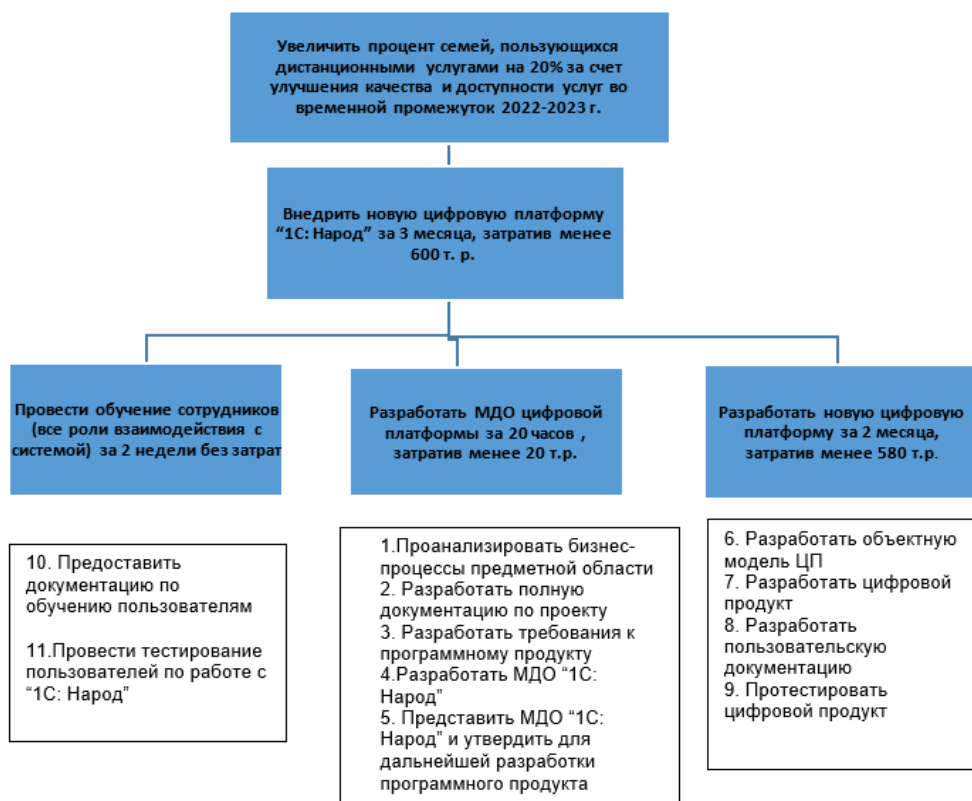 Увеличить процент семей, пользующихся
дистанционными услугами на 20% за счет
улучшения качества и доступности услуг во
временной промежуток 2022-2023 г.
Внедрить новую цифровую платформу
“1С: Народ” за 3 месяца, затратив менее
600 т. р.
Провести обучение сотрудников
(все роли взаимодействия с
системой) за 2 недели без затрат
Разработать МДО цифровой
платформы за 20 часов ,
затратив менее 20 т.р.
Разработать новую цифровую
платформу за 2 месяца,
затратив менее 580 т.р.
10. Предоставить
документацию по
обучению пользователям
11.Провести тестирование
пользователей по работе с
“1С: Народ”
1.Проанализировать бизнес-
процессы предметной области
2. Разработать полную
документацию по проекту
3. Разработать требования к
программному продукту
4.Разработать МДО “1С:
Народ”
5. Представить МДО “1С:
Народ” и утвердить для
дальнейшей разработки
программного продукта
6. Разработать объектную
модель ЦП
7. Разработать цифровой
продукт
8. Разработать
пользовательскую
документацию
9. Протестировать
цифровой продукт